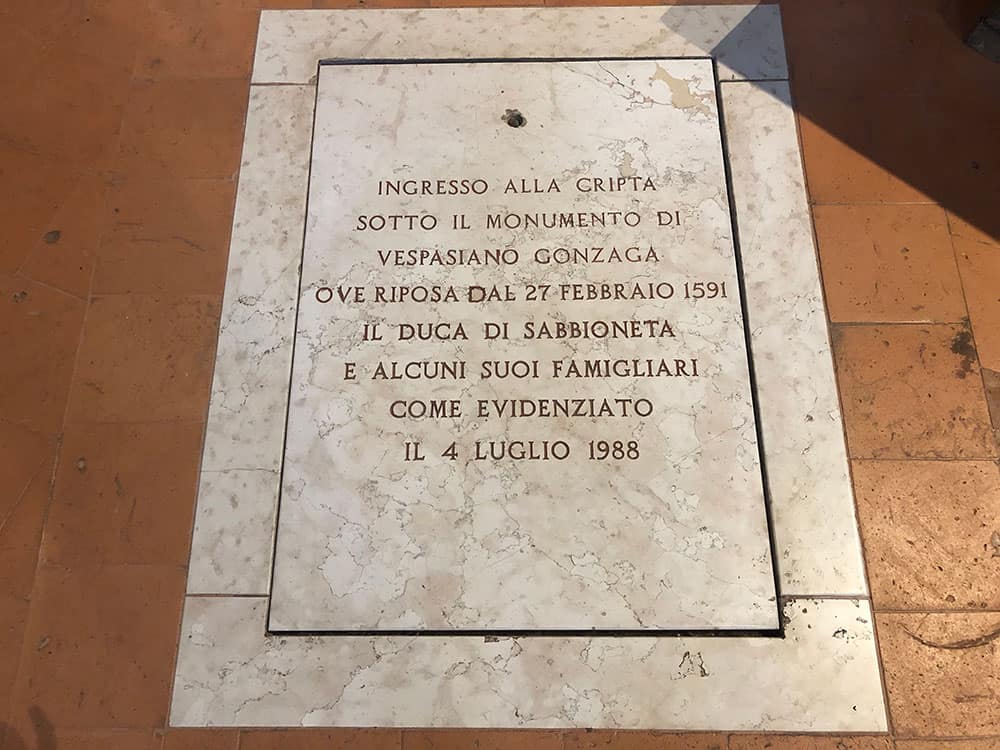 INGRESSO ALLA CRIPTA
SOTTO IL MONUMENTO DI
VESPASIANO GONZAGA
OVE RIPOSA DAL 27 FEBBRAIO 1591
IL DUCA DI SABBIONETA
E ALCUNI SUOI FAMIGLIARI
COME EVIDENZIATO
IL 4 LUGLIO 1988